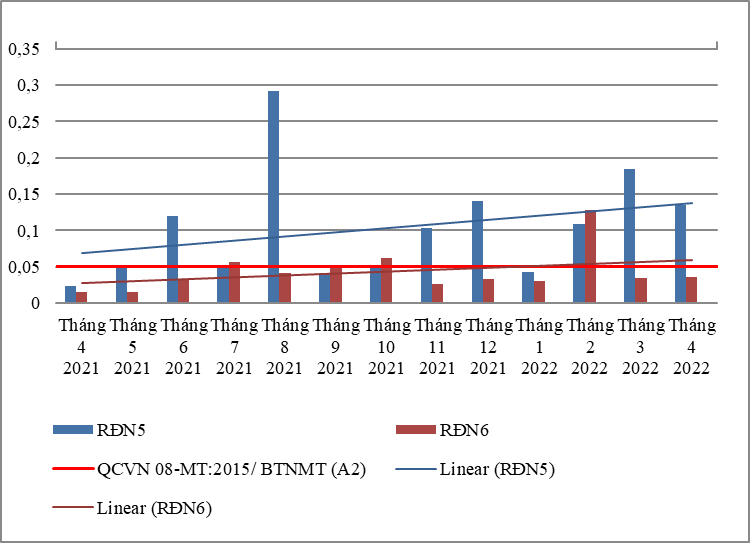 0,35
0,3
0,25
0,2
0,15
0,1
0,05
0
Tháng 4 2021
Tháng 5 2021
Tháng 6 2021
Tháng 7 2021
Tháng 8 2021
Tháng 9 2021
Tháng 10 2021
Tháng 11 2021
Tháng 12 2021
Tháng 1 2022
Tháng 2 2022
Tháng 3 2022
Tháng 4 2022
RĐN5
RĐN6
QCVN 08-MT:2015/ BTNMT (A2)
Linear (RĐN5)
Linear (RĐN6)